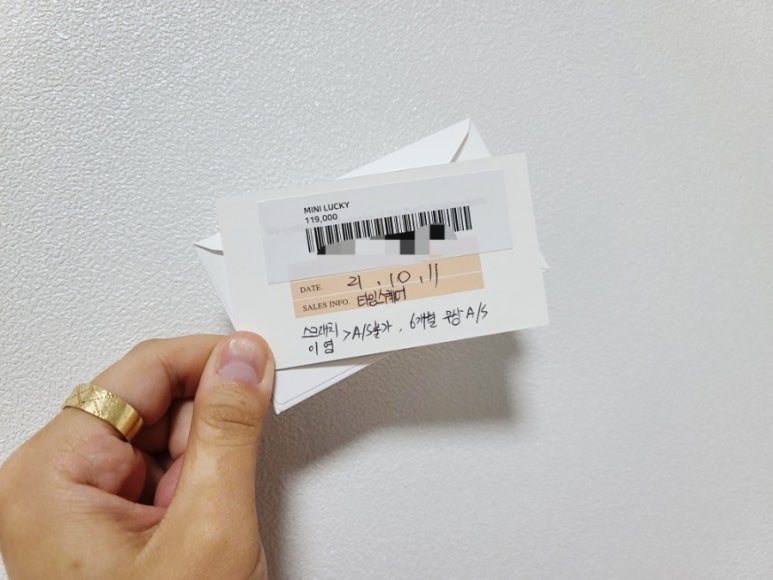 MINI LUCKY
119,000
DATE. 21 . 10 . 11
SALES INFO. 타임스퀘어
스크래치 > A/S불가 . 6개월 무상 A/S
이염